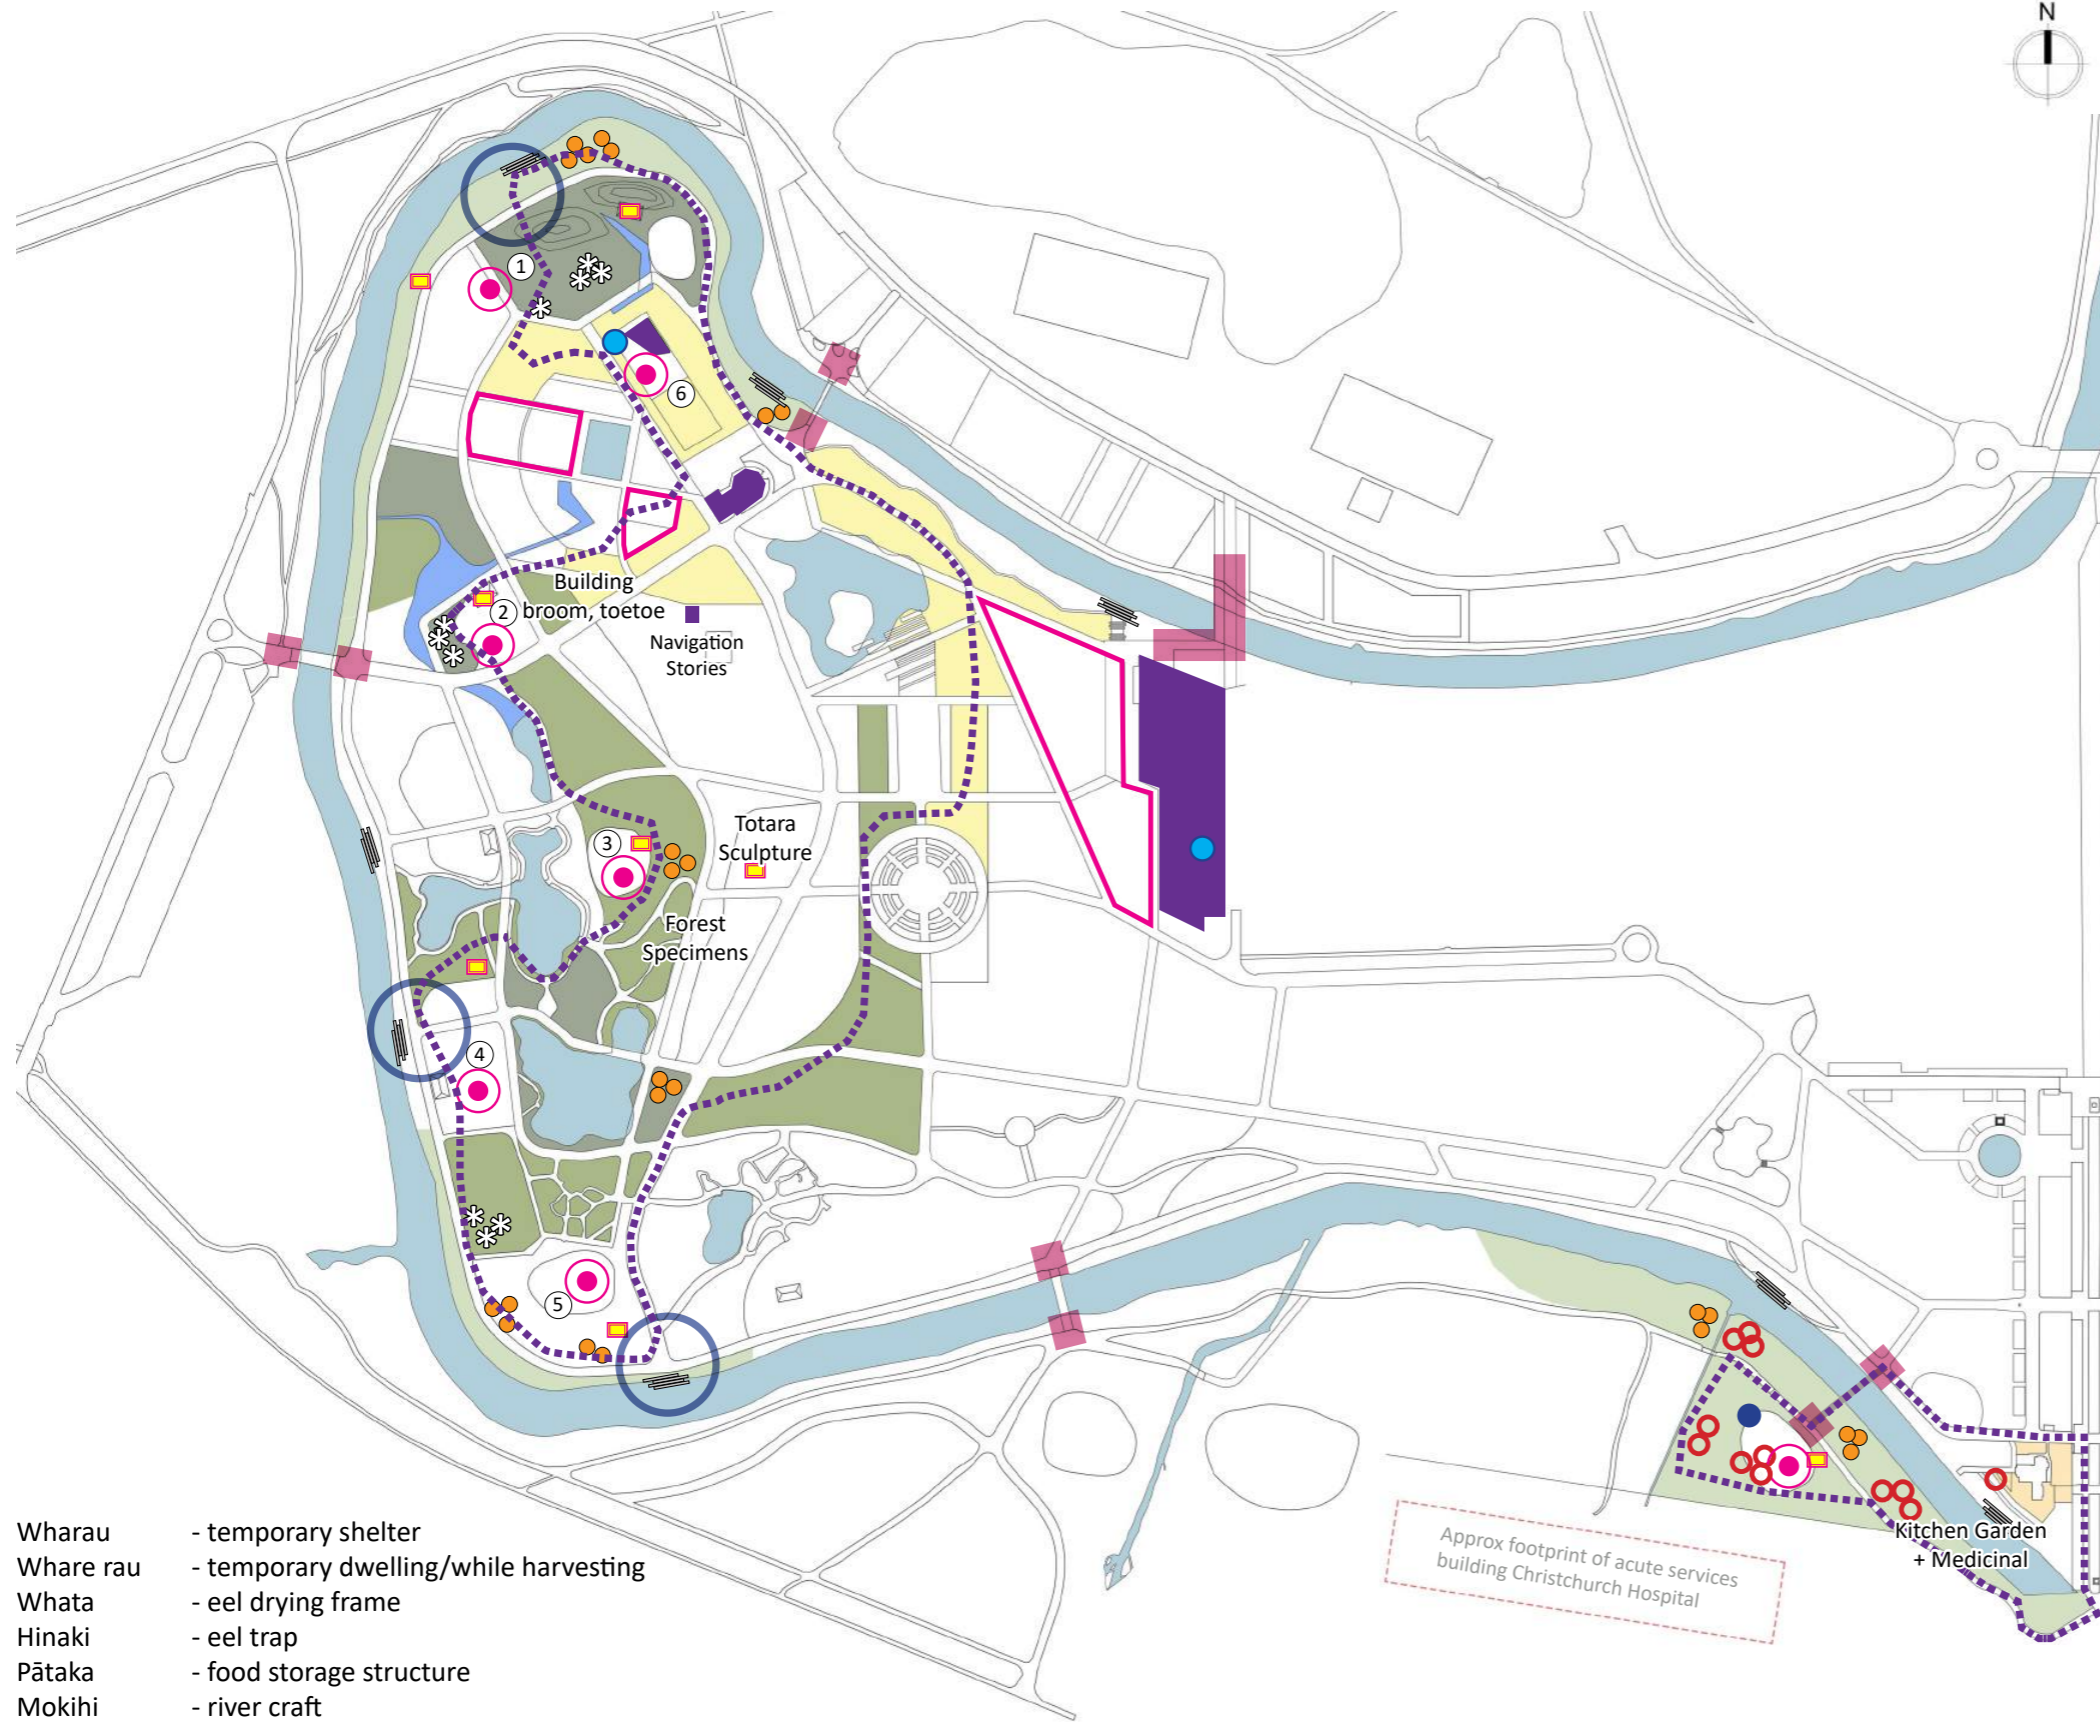 N
1
6
Building
2 broom, toetoe
Navigation
Stories
3
Totara
Sculpture
Forest
Specimens
4
5
Kitchen Garden
+ Medicinal
Approx footprint of acute services
building Christchurch Hospital
Wharau - temporary shelter
Whare rau - temporary dwelling/while harvesting
Whata - eel drying frame
Hinaki - eel trap
Pātaka - food storage structure
Mokihi - river craft